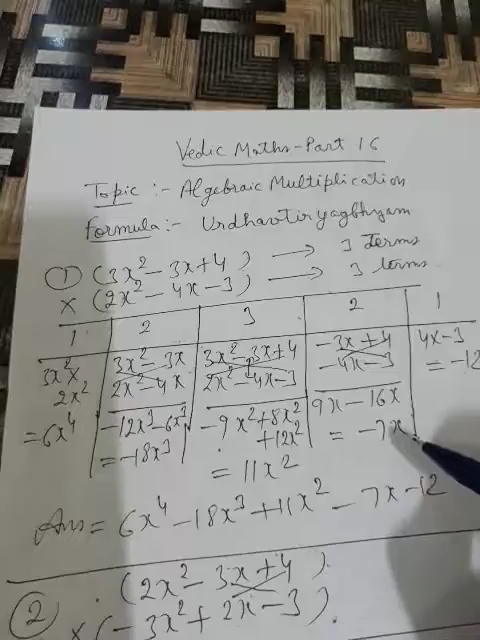 Vedic Maths-Part 16
Topic :- Algebraic Multiplication
Formula:- Urdhavtiryagbhyam
① (3x² - 3x + 4) → 3 Terms
× (2x² - 4x - 3) → 3 terms
1 2 3 2 1
3x² × 3x² - 3x 3x² - 3x + 4 - 3x + 4 4x - 3
2x² 2x² - 4x 2x² - 4x - 3 - 4x - 3 = -12
= 6x⁴ -12x³ - 6x³ - 9x² + 8x² 9x - 16x
= -18x³ + 12x² = -7x
= 11x²
Ans = 6x⁴ - 18x³ + 11x² - 7x - 12
② (2x² - 3x + 4)
× (- 3x² + 2x - 3)